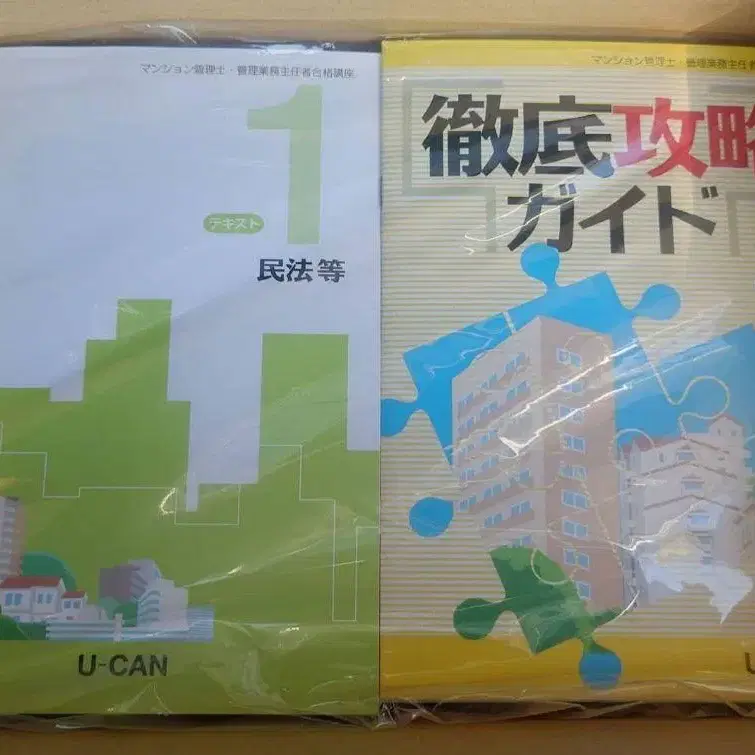 マンション管理士・管理業務主任者合格講座
1
テキスト
民法等
U-CAN
マンション管理士・管理業務主任
徹底攻略
ガイド
U